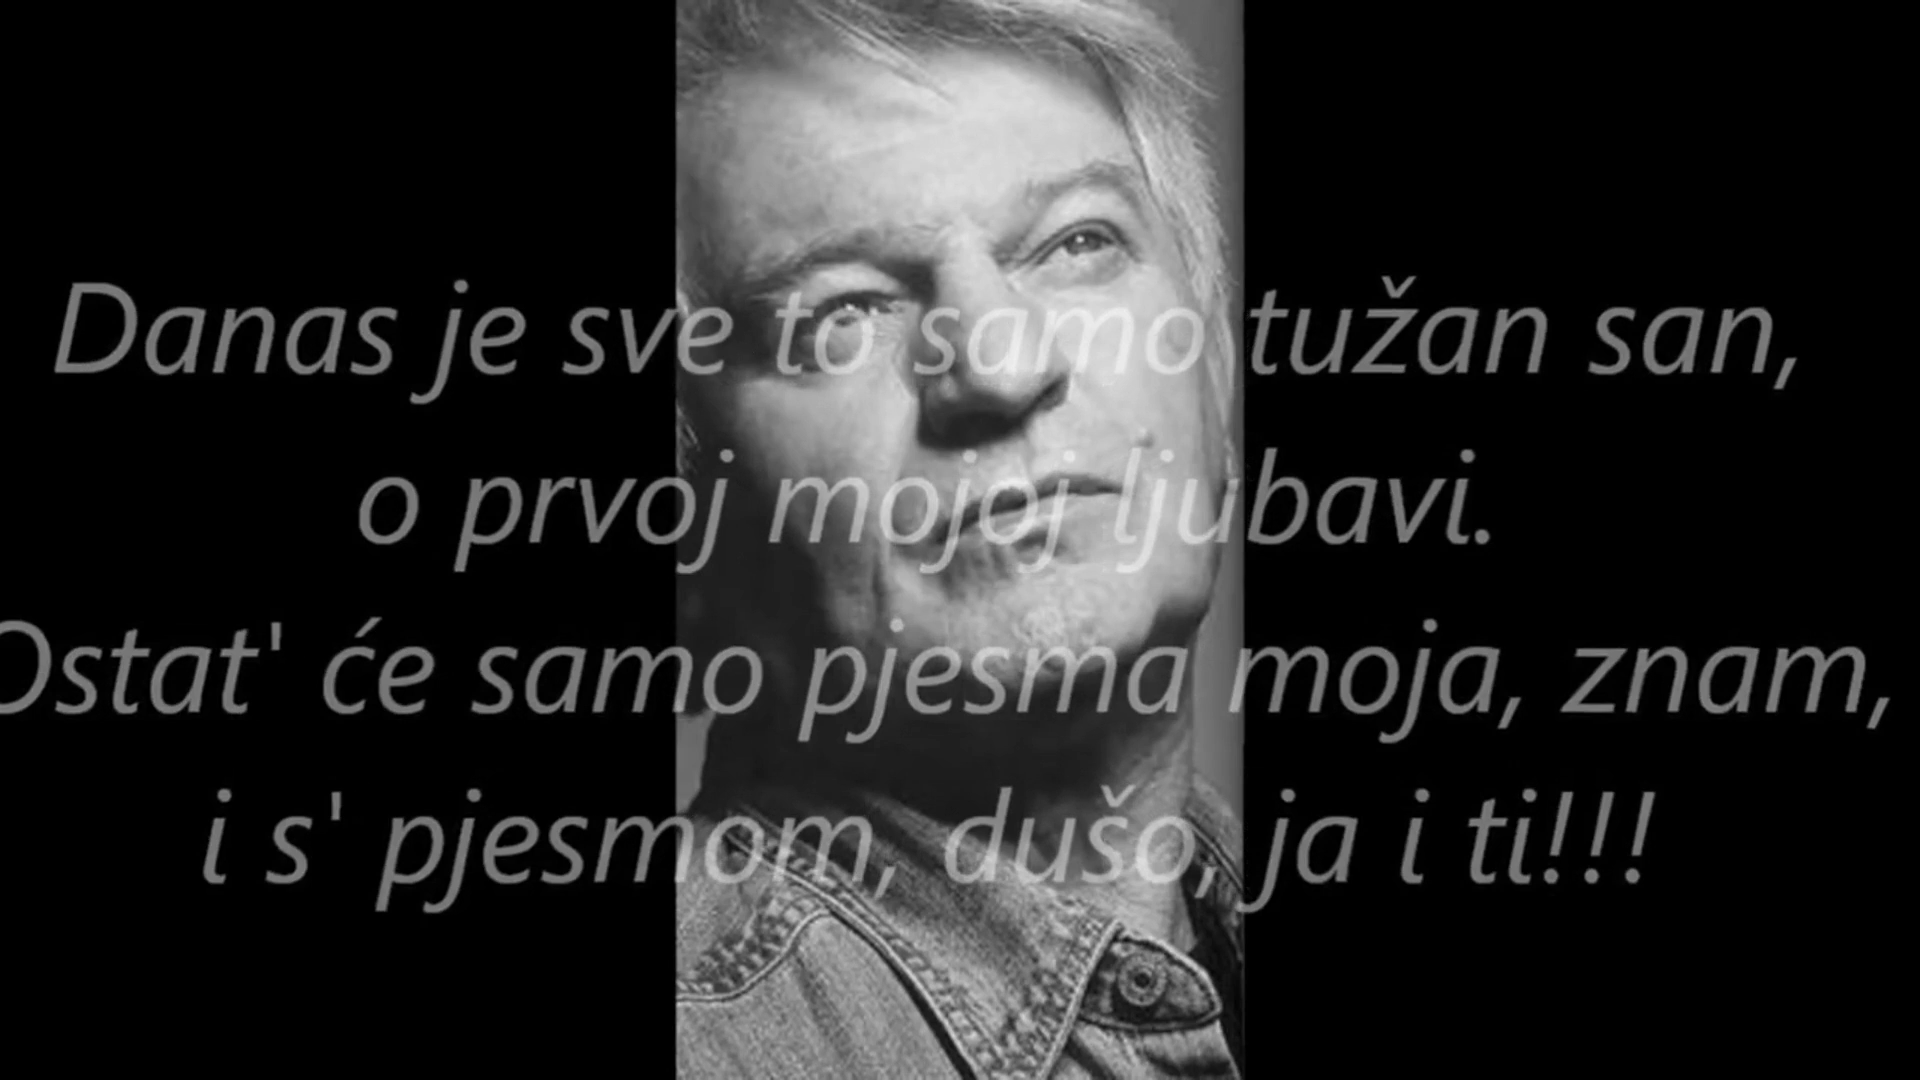 Danas je sve to samo tužan san,
o prvoj mojoj ljubavi.
Ostat' će samo pjesma moja, znam,
i s' pjesmom, dušo, ja i ti!!!